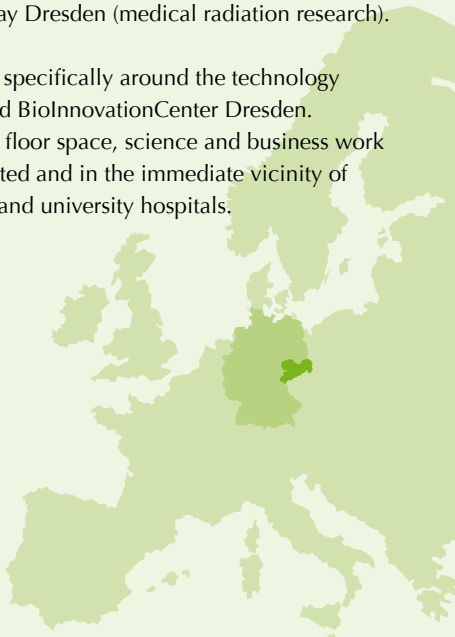 ay Dresden (medical radiation research).
specifically around the technology
d BioInnovationCenter Dresden.
floor space, science and business work
ted and in the immediate vicinity of
and university hospitals.